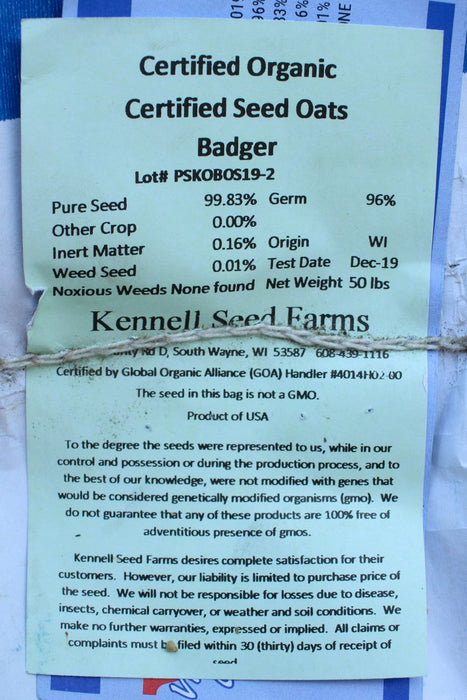 Certified Organic
Certified Seed Oats
Badger
Lot# PSKOBOS19-2
Pure Seed 99.83% Germ 96%
Other Crop 0.00%
Inert Matter 0.16% Origin WI
Weed Seed 0.01% Test Date Dec-19
Noxious Weeds None found Net Weight 50 lbs
Kennell Seed Farms
Rd D, South Wayne, WI 53587 608-439-1116
Certified by Global Organic Alliance (GOA) Handler
The seed in this bag is not a GMO.
Product of USA
To the degree the seeds were represented to us, while in our
control and possession or during the production process, and to
the best of our knowledge, were not modified with genes that
would be considered genetically modified organisms (gmo). We
do not guarantee that any of these products are 100% free of
adventitious presence of gmos.
Kennell Seed Farms desires complete satisfaction for their
customers. However, our liability is limited to purchase price of
the seed. We will not be responsible for losses due to disease,
insects, chemical carryover, or weather and soil conditions. We
make no further warranties, expressed or implied. All claims or
complaints must be filed within 30 (thirty) days of receipt of
seed